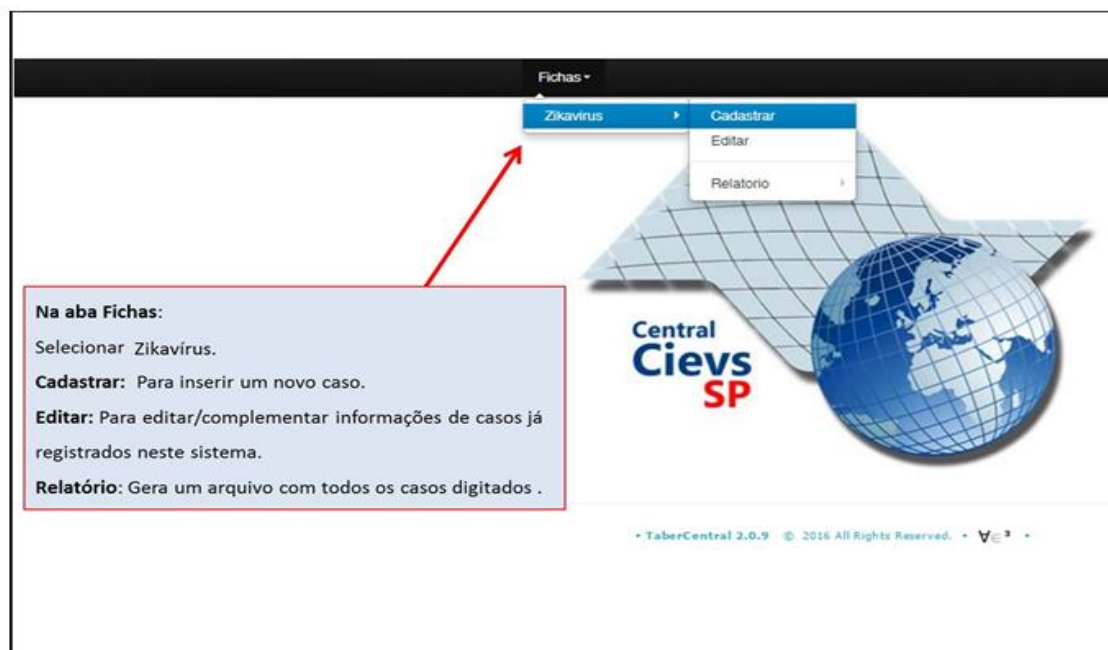 Fichas
Zikavirus
Cadastrar
Editar
Relatorio
Na aba Fichas:
Selecionar Zikavírus.
Cadastrar: Para inserir um novo caso.
Editar: Para editar/complementar informações de casos já
registrados neste sistema.
Relatório: Gera um arquivo com todos os casos digitados .
Central
Cievs
SP
• TaberCentral 2.0.9 © 2016 All Rights Reserved. • ∀∈³ •